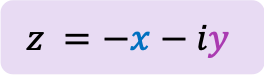 z = −x − iy